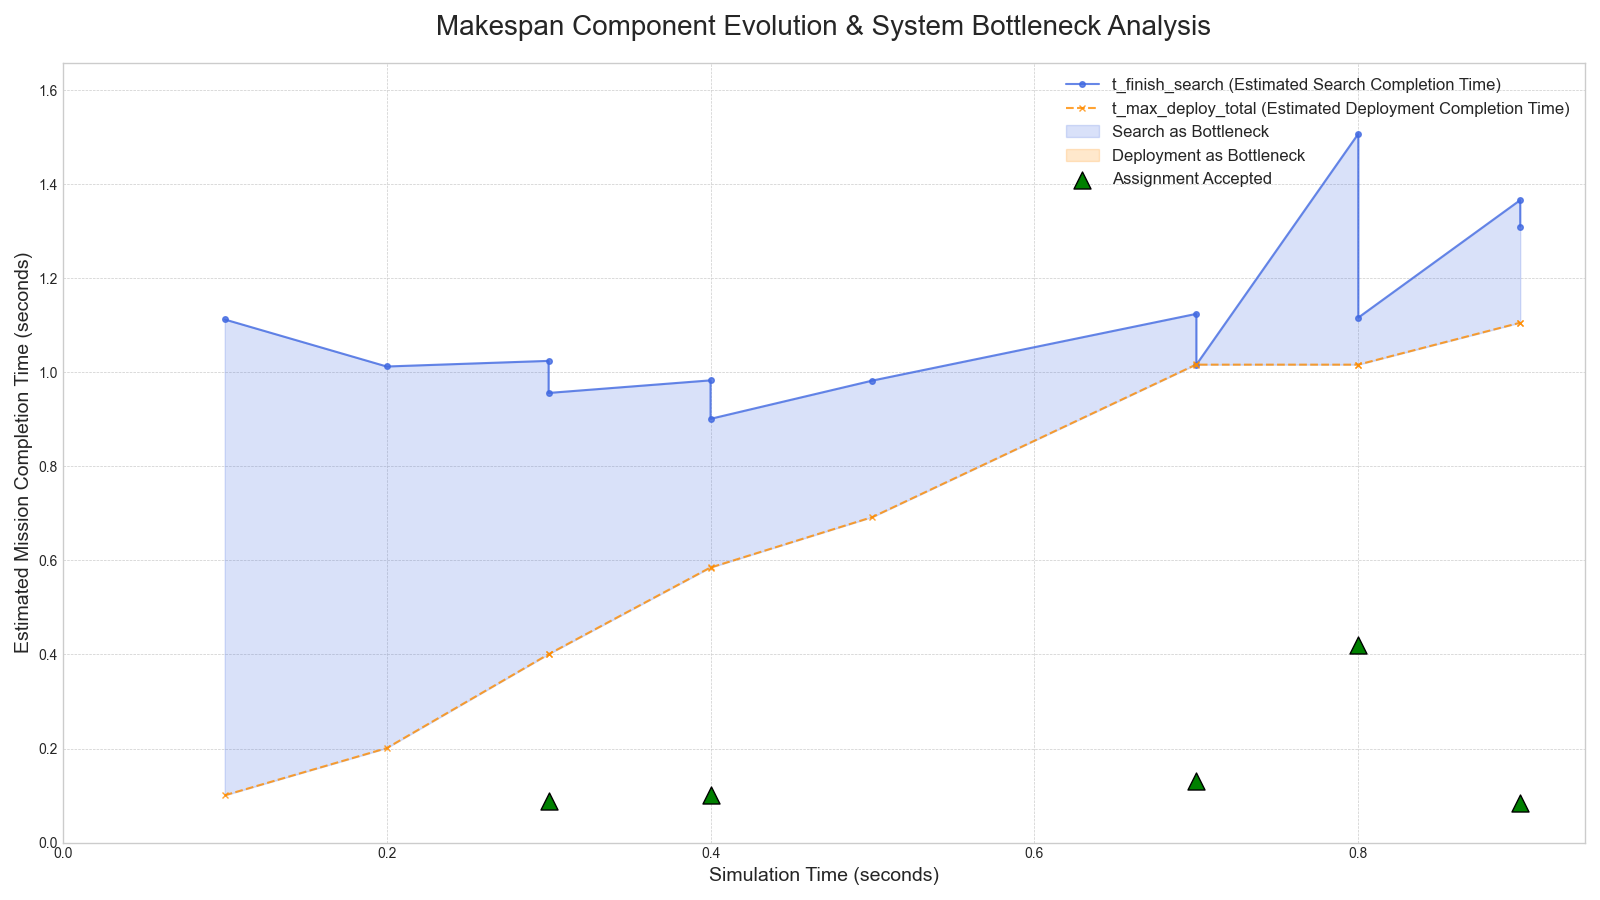 Makespan Component Evolution & System Bottleneck Analysis
t_finish_search (Estimated Search Completion Time)
t_max_deploy_total (Estimated Deployment Completion Time)
Search as Bottleneck
Deployment as Bottleneck
Assignment Accepted
Estimated Mission Completion Time (seconds)
1.6
1.4
1.2
1.0
0.8
0.6
0.4
0.2
0.0
0.0 0.2 0.4 0.6 0.8
Simulation Time (seconds)